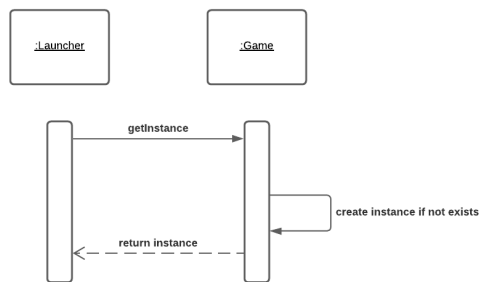 :Launcher
:Game
getInstance
create instance if not exists
return instance